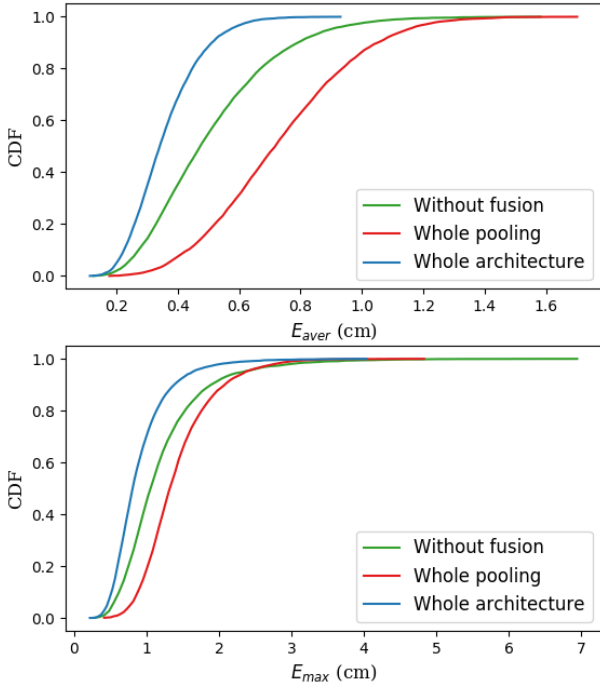 1.0
0.8
0.6
0.4
0.2
0.0
CDF
Without fusion
Whole pooling
Whole architecture
0.2 0.4 0.6 0.8 1.0 1.2 1.4 1.6
E_aver (cm)
1.0
0.8
0.6
0.4
0.2
0.0
CDF
Without fusion
Whole pooling
Whole architecture
0 1 2 3 4 5 6 7
E_max (cm)